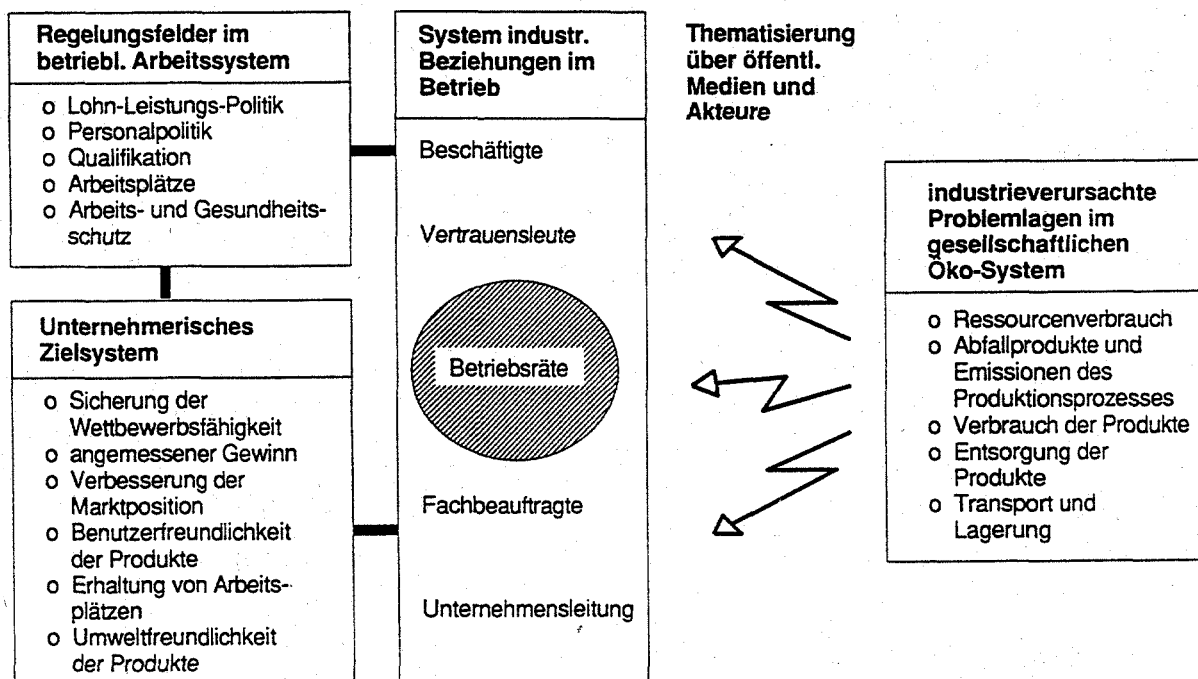 Regelungsfelder im
betriebl. Arbeitssystem
o Lohn-Leistungs-Politik
o Personalpolitik
o Qualifikation
o Arbeitsplätze
o Arbeits- und Gesundheits-
schutz
Unternehmerisches
Zielsystem
o Sicherung der
Wettbewerbsfähigkeit
o angemessener Gewinn
o Verbesserung der
Marktposition
o Benutzerfreundlichkeit
der Produkte
o Erhaltung von Arbeits-
plätzen
o Umweltfreundlichkeit
der Produkte
System industr.
Beziehungen im
Betrieb
Beschäftigte
Vertrauensleute
Betriebsräte
Fachbeauftragte
Unternehmensleitung
Thematisierung
über öffentl.
Medien und
Akteure
industrieverursachte
Problemlagen im
gesellschaftlichen
Öko-System
o Ressourcenverbrauch
o Abfallprodukte und
Emissionen des
Produktionsprozesses
o Verbrauch der Produkte
o Entsorgung der
Produkte
o Transport und
Lagerung